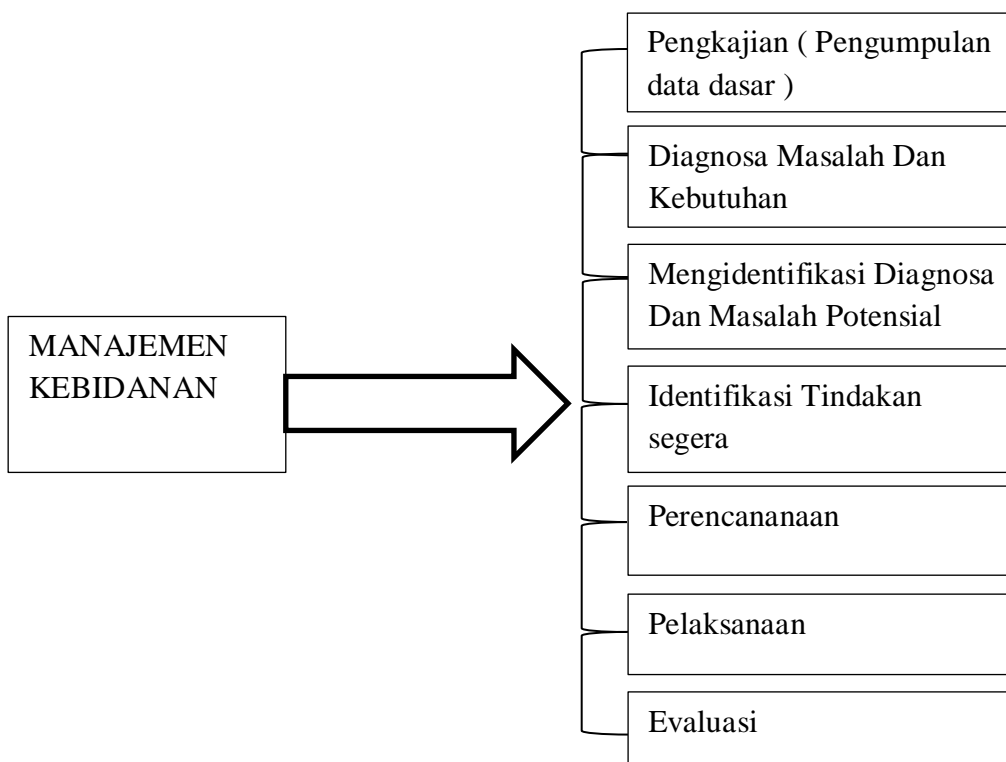 MANAJEMEN
KEBIDANAN
Pengkajian ( Pengumpulan
data dasar )
Diagnosa Masalah Dan
Kebutuhan
Mengidentifikasi Diagnosa
Dan Masalah Potensial
Identifikasi Tindakan
segera
Perencananaan
Pelaksanaan
Evaluasi